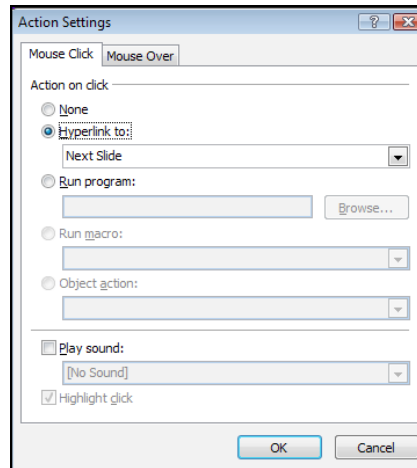 Action Settings
Mouse Click Mouse Over
Action on click
None
Hyperlink to:
Next Slide
Run program:
Browse...
Run macro:
Object action:
Play sound:
[No Sound]
Highlight click
OK Cancel